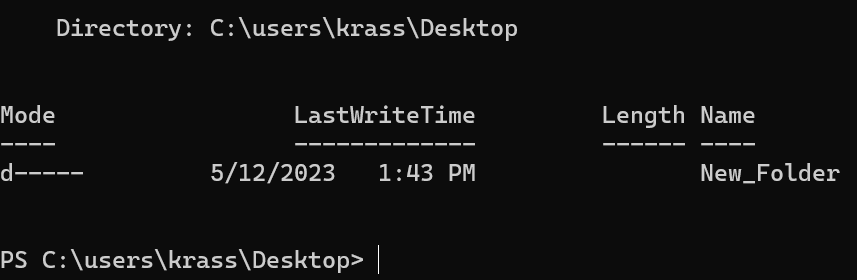 Directory: C:\users\krass\Desktop
Mode LastWriteTime Length Name
---- ------------- ------ ----
d----- 5/12/2023 1:43 PM New_Folder
PS C:\users\krass\Desktop>